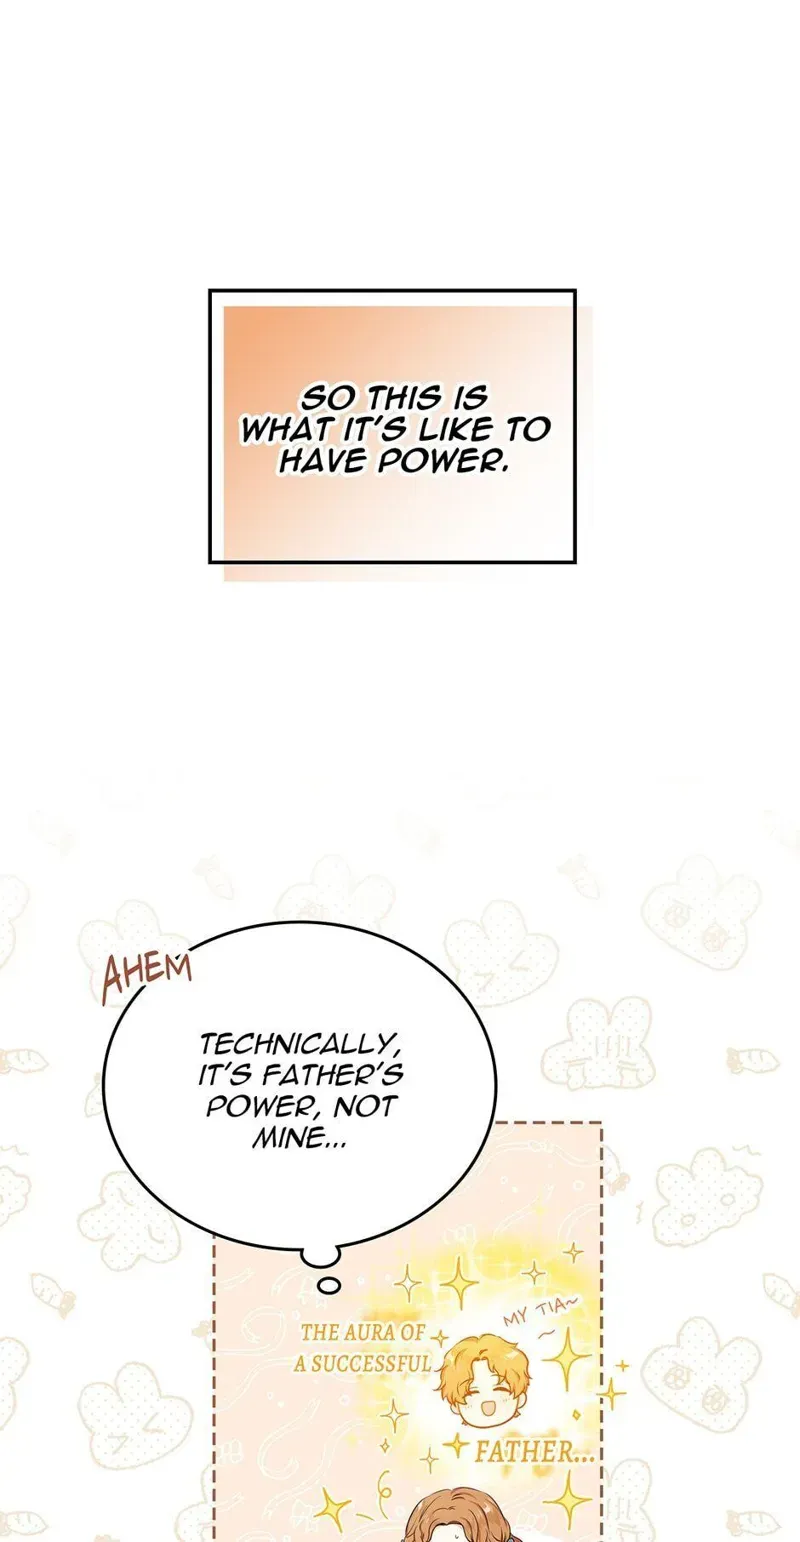 SO THIS IS
WHAT IT'S LIKE TO
HAVE POWER.
AHEM
TECHNICALLY,
IT'S FATHER'S
POWER, NOT
MINE...
MY TIA~
~
THE AURA OF
A SUCCESSFUL
FATHER...